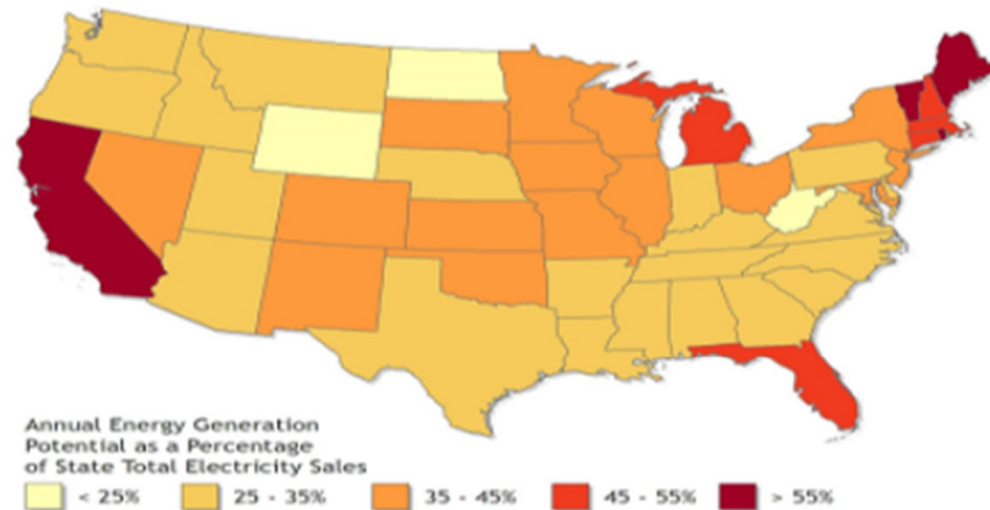 Annual Energy Generation
Potential as a Percentage
of State Total Electricity Sales
< 25% 25 - 35% 35 - 45% 45 - 55% > 55%